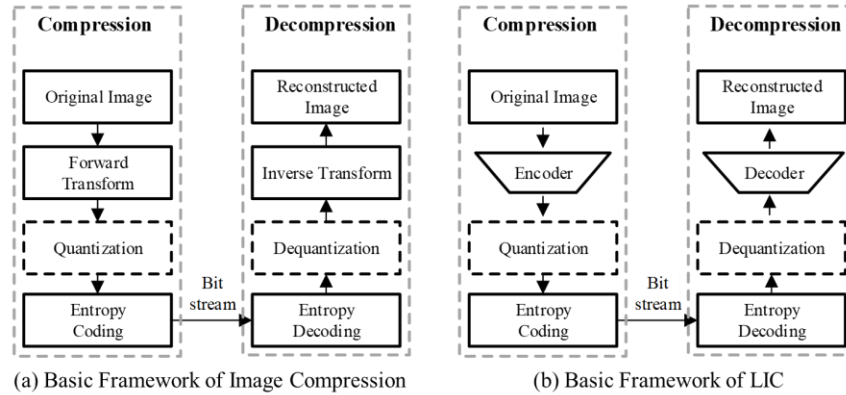 Compression
Original Image
Forward
Transform
Quantization
Entropy
Coding
Bit
stream
Decompression
Reconstructed
Image
Inverse Transform
Dequantization
Entropy
Decoding
(a) Basic Framework of Image Compression
Compression
Original Image
Encoder
Quantization
Entropy
Coding
Bit
stream
Decompression
Reconstructed
Image
Decoder
Dequantization
Entropy
Decoding
(b) Basic Framework of LIC